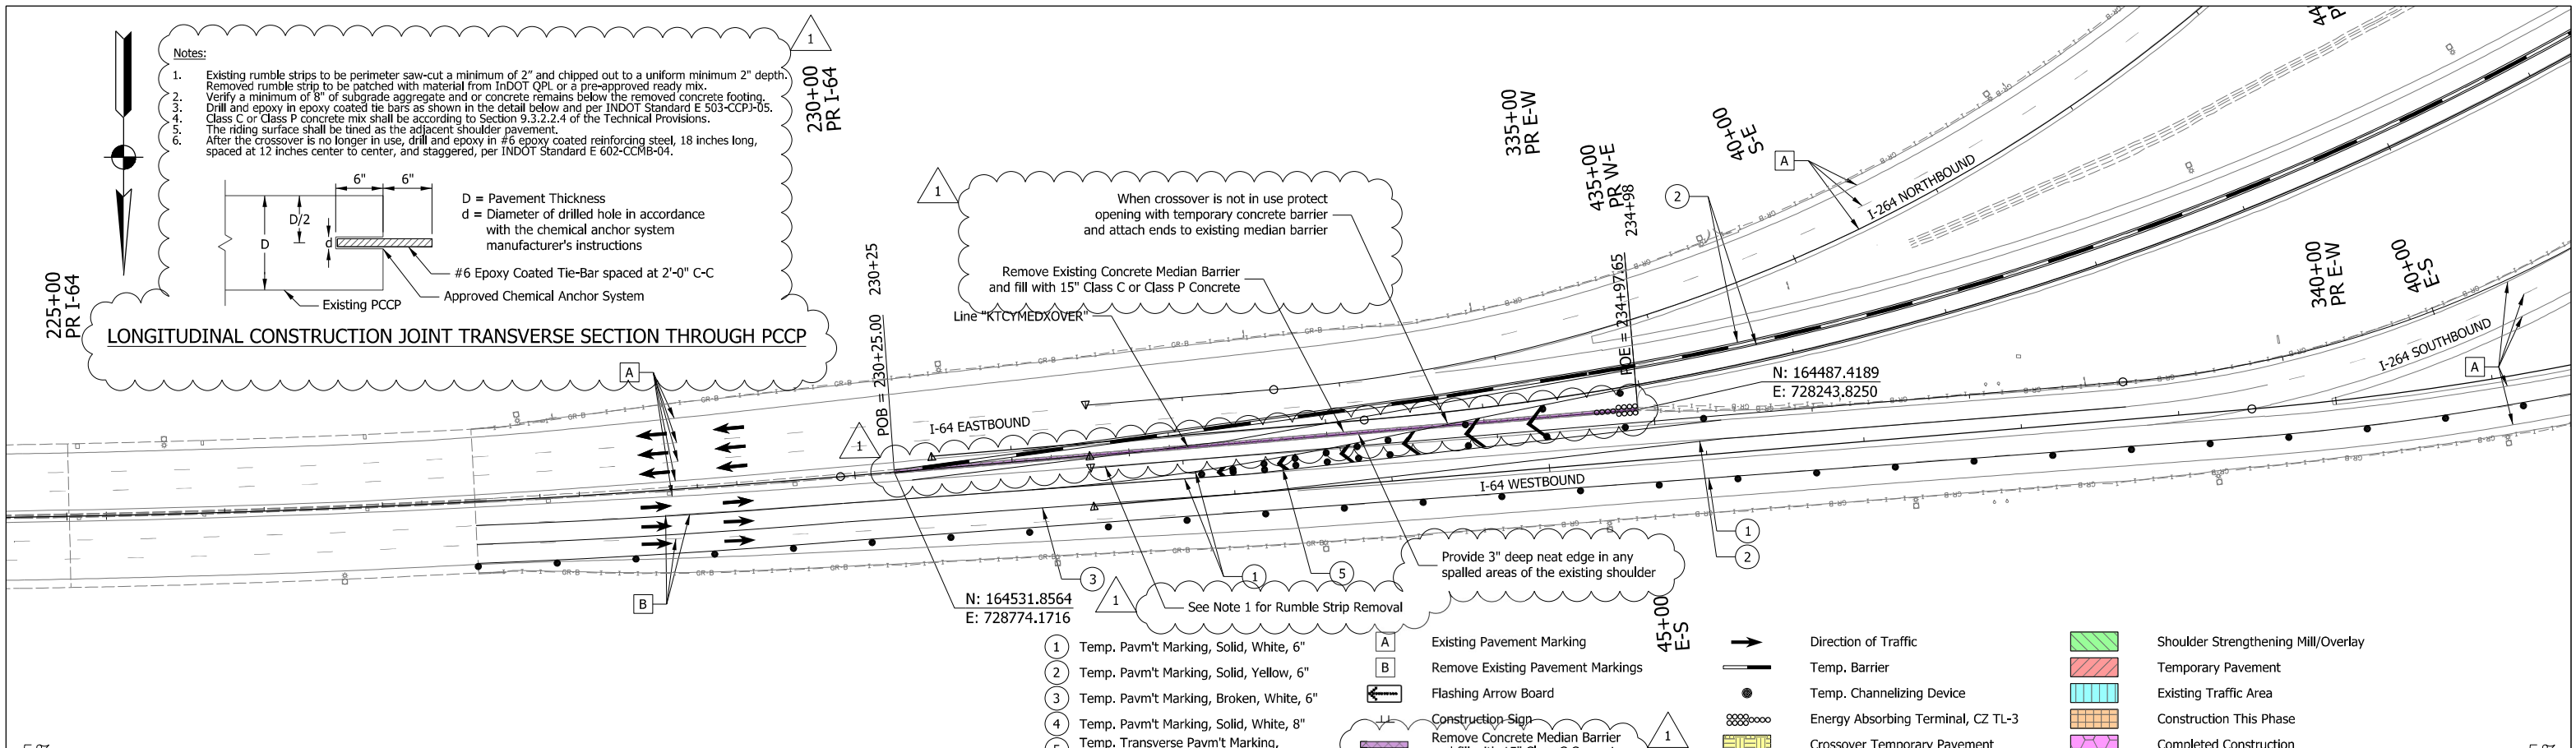 Notes:
1. Existing rumble strips to be perimeter saw-cut a minimum of 2" and chipped out to a uniform minimum 2" depth.
Removed rumble strip to be patched with material from InDOT QPL or a pre-approved ready mix.
2. Verify a minimum of 8" of subgrade aggregate and or concrete remains below the removed concrete footing.
3. Drill and epoxy in epoxy coated tie bars as shown in the detail below and per INDOT Standard E 503-CCPJ-05.
4. Class C or Class P concrete mix shall be according to Section 9.3.2.2.4 of the Technical Provisions.
5. The riding surface shall be tined as the adjacent shoulder pavement.
6. After the crossover is no longer in use, drill and epoxy in #6 epoxy coated reinforcing steel, 18 inches long,
spaced at 12 inches center to center, and staggered, per INDOT Standard E 602-CCMB-04.
6" 6"
D/2
D
d
D = Pavement Thickness
d = Diameter of drilled hole in accordance
with the chemical anchor system
manufacturer's instructions
#6 Epoxy Coated Tie-Bar spaced at 2'-0" C-C
Approved Chemical Anchor System
Existing PCCP
LONGITUDINAL CONSTRUCTION JOINT TRANSVERSE SECTION THROUGH PCCP
1
225+00
PR I-64
230+00
PR I-64
1
When crossover is not in use protect
opening with temporary concrete barrier
and attach ends to existing median barrier
Remove Existing Concrete Median Barrier
and fill with 15" Class C or Class P Concrete
Line "KTCYMEDXOVER"
335+00
PR E-W
435+00
PR W-E
234+98
40+00
S-E
2
A
I-264 NORTHBOUND
340+00
PR E-W
40+00
E-S
I-264 SOUTHBOUND
A
POB = 230+25.00
230+25
POE = 234+97.65
N: 164487.4189
E: 728243.8250
A
1
I-64 EASTBOUND
I-64 WESTBOUND
GR-B
1
2
B
3
N: 164531.8564
E: 728774.1716
1
1
5
See Note 1 for Rumble Strip Removal
Provide 3" deep neat edge in any
spalled areas of the existing shoulder
45+00
E-S
1 Temp. Pavm't Marking, Solid, White, 6"
2 Temp. Pavm't Marking, Solid, Yellow, 6"
3 Temp. Pavm't Marking, Broken, White, 6"
4 Temp. Pavm't Marking, Solid, White, 8"
Temp. Transverse Pavm't Marking,
A Existing Pavement Marking
B Remove Existing Pavement Markings
Flashing Arrow Board
Construction Sign
Remove Concrete Median Barrier
1
Direction of Traffic
Temp. Barrier
Temp. Channelizing Device
Energy Absorbing Terminal, CZ TL-3
Crossover Temporary Pavement
Shoulder Strengthening Mill/Overlay
Temporary Pavement
Existing Traffic Area
Construction This Phase
Completed Construction